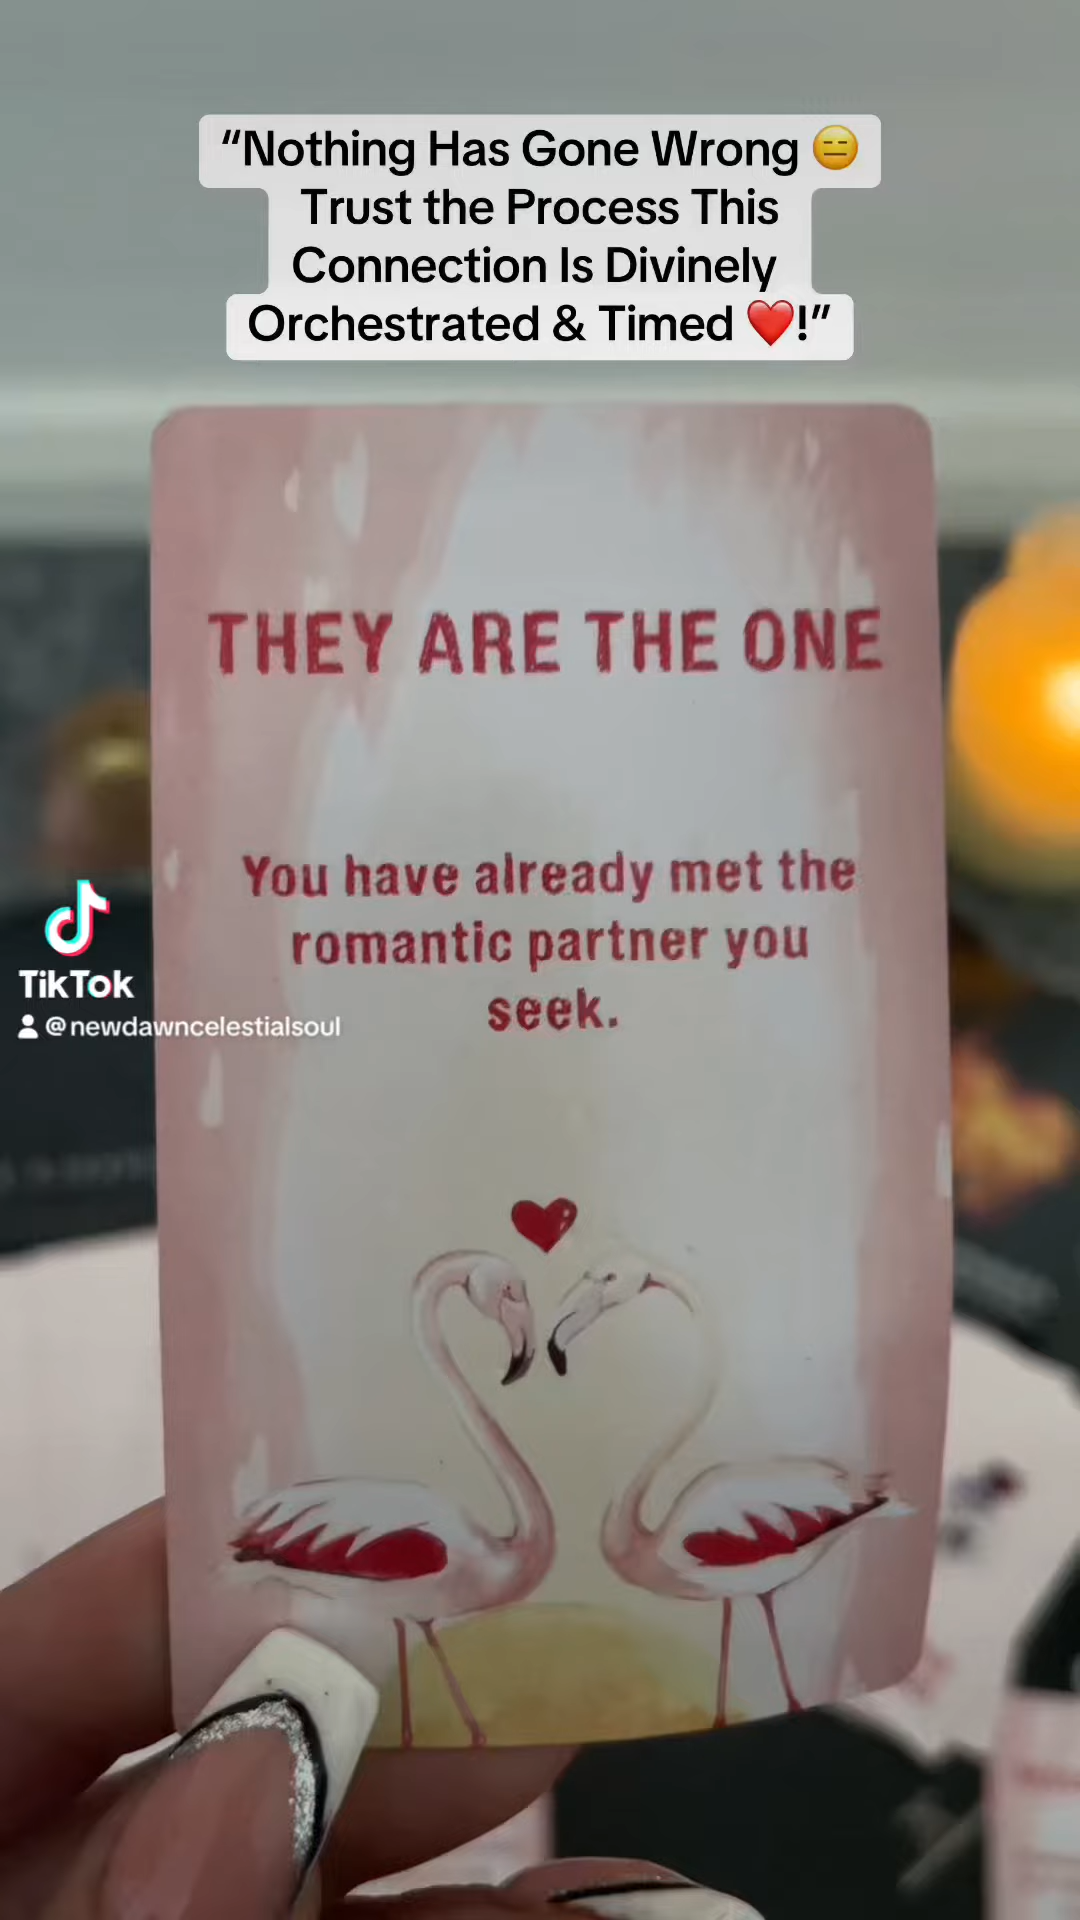 “Nothing Has Gone Wrong 😑
Trust the Process This
Connection Is Divinely
Orchestrated & Timed ❤️!”
THEY ARE THE ONE
You have already met the
romantic partner you
seek.
TikTok
@newdawncelestialsoul